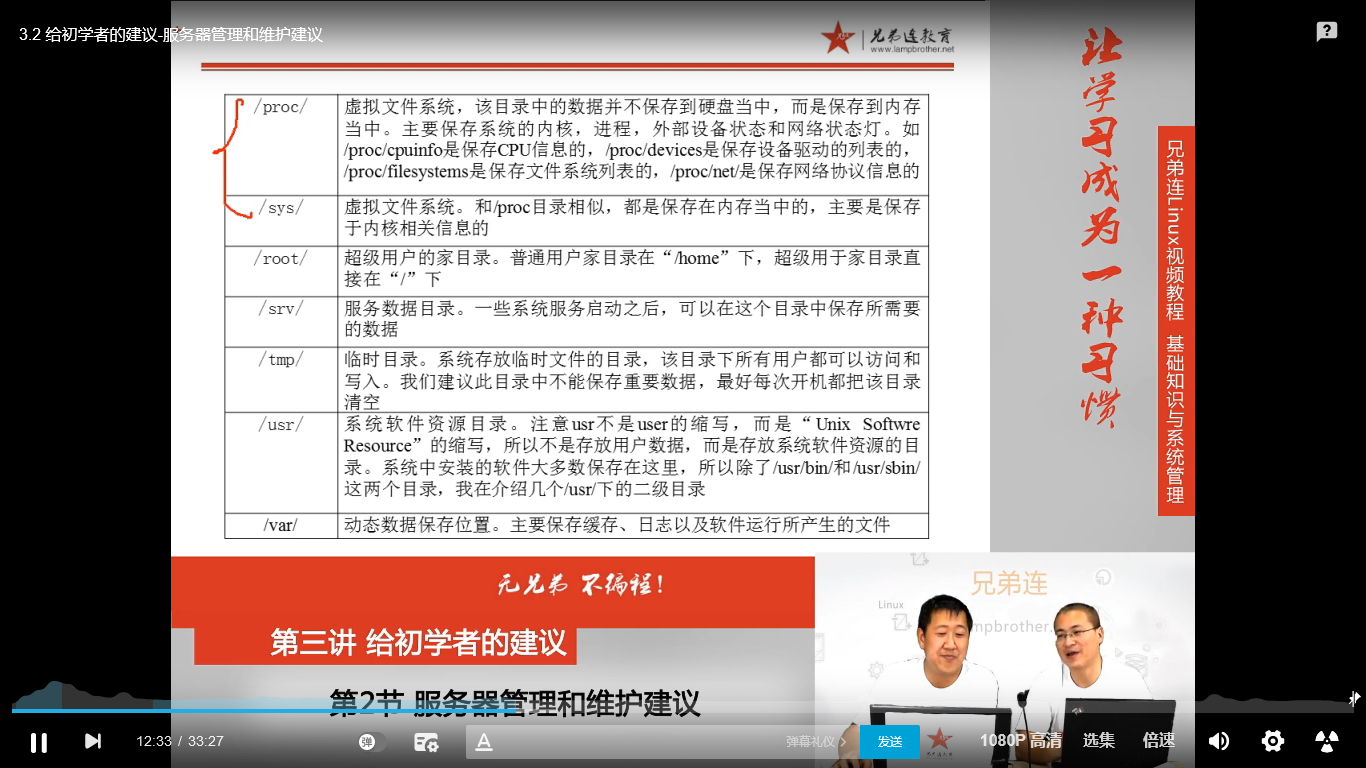 3.2 给初学者的建议-服务器管理和维护建议
兄弟连教育
www.lampbrother.net
/proc/
虚拟文件系统，该目录中的数据并不保存到硬盘当中，而是保存到内存
当中。主要保存系统的内核，进程，外部设备状态和网络状态灯。如
/proc/cpuinfo是保存CPU信息的，/proc/devices是保存设备驱动的列表的，
/proc/filesystems是保存文件系统列表的，/proc/net/是保存网络协议信息的
/sys/
虚拟文件系统。和/proc目录相似，都是保存在内存当中的，主要是保存
于内核相关信息的
/root/
超级用户的家目录。普通用户家目录在“/home”下，超级用于家目录直
接在“/”下
/srv/
服务数据目录。一些系统服务启动之后，可以在这个目录中保存所需要
的数据
/tmp/
临时目录。系统存放临时文件的目录，该目录下所有用户都可以访问和
写入。我们建议此目录中不能保存重要数据，最好每次开机都把该目录
清空
/usr/
系统软件资源目录。注意usr不是user的缩写，而是“Unix Softwre
Resource”的缩写，所以不是存放用户数据，而是存放系统软件资源的目
录。系统中安装的软件大多数保存在这里，所以除了/usr/bin/和/usr/sbin/
这两个目录，我在介绍几个/usr/下的二级目录
/var/
动态数据保存位置。主要保存缓存、日志以及软件运行所产生的文件
让学习成为一种习惯
兄弟连Linux视频教程 基础知识与系统管理
无兄弟 不编程！
第三讲 给初学者的建议
第2节 服务器管理和维护建议
兄弟连
Linux
mpbrother.
12:33 / 33:27
弹
A
弹幕礼仪 >
发送
1080P 高清
选集
倍速